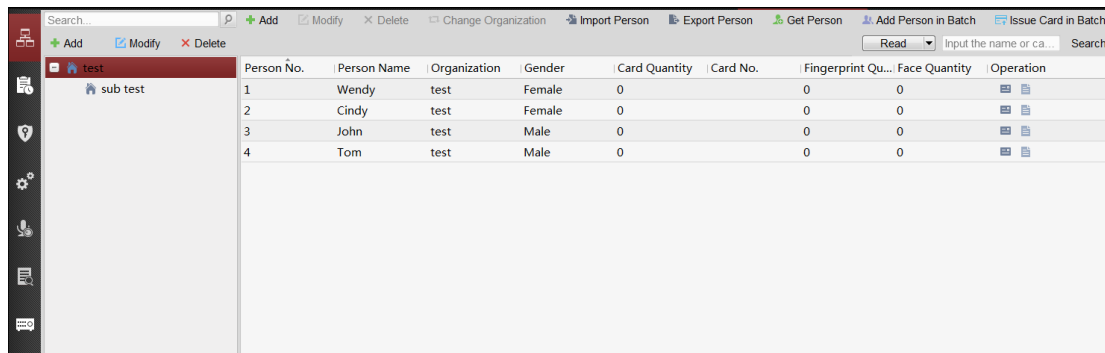 Search... Add Modify Delete Change Organization Import Person Export Person Get Person Add Person in Batch Issue Card in Batch
Add Modify Delete Read Input the name or ca... Search
test
sub test
Person No. Person Name Organization Gender Card Quantity Card No. Fingerprint Qu... Face Quantity Operation
1 Wendy test Female 0 0 0
2 Cindy test Female 0 0 0
3 John test Male 0 0 0
4 Tom test Male 0 0 0